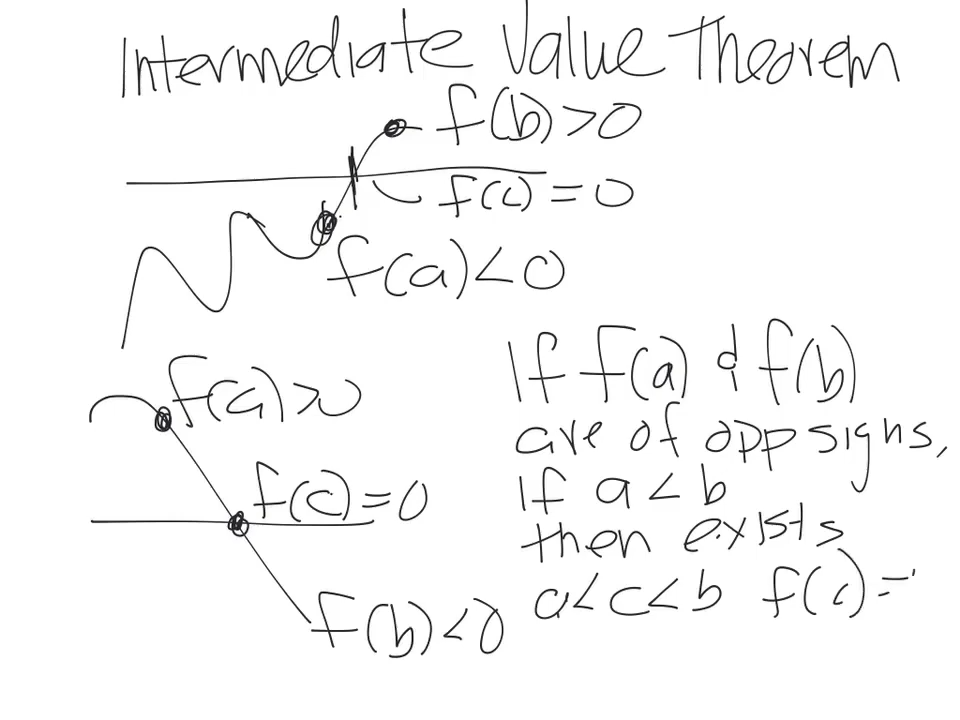 Intermediate Value Theorem
f(b)>0
f(c)=0
f(a)<0
f(a)>0
f(c)=0
f(b)<0
If f(a) & f(b)
are of opp signs,
if a<b
then exists
a<c<b f(c)=